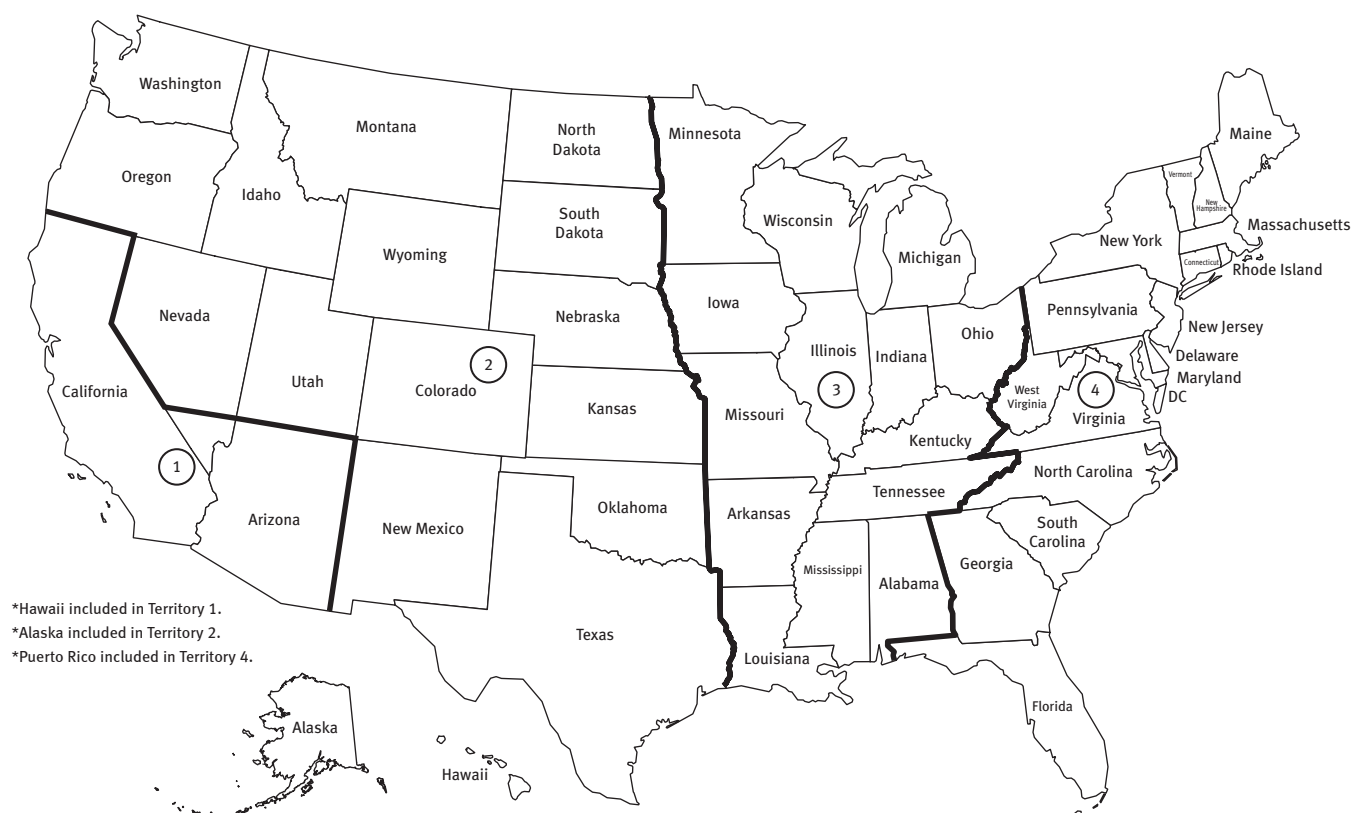 Washington
Montana
North
Dakota
Minnesota
Maine
Oregon
Idaho
Vermont
New
Hampshire
South
Dakota
Wisconsin
Massachusetts
New York
Wyoming
Michigan
Connecticut
Rhode Island
Iowa
Nebraska
Nevada
Pennsylvania
New Jersey
Ohio
Illinois
Indiana
Delaware
Maryland
2
Utah
Colorado
California
3
4
West
Virginia
DC
Kansas
Missouri
Virginia
Kentucky
1
North Carolina
Tennessee
Oklahoma
Arkansas
Arizona
New Mexico
South
Carolina
Georgia
Mississippi
Alabama
*Hawaii included in Territory 1.
*Alaska included in Territory 2.
*Puerto Rico included in Territory 4.
Texas
Louisiana
Florida
Alaska
Hawaii